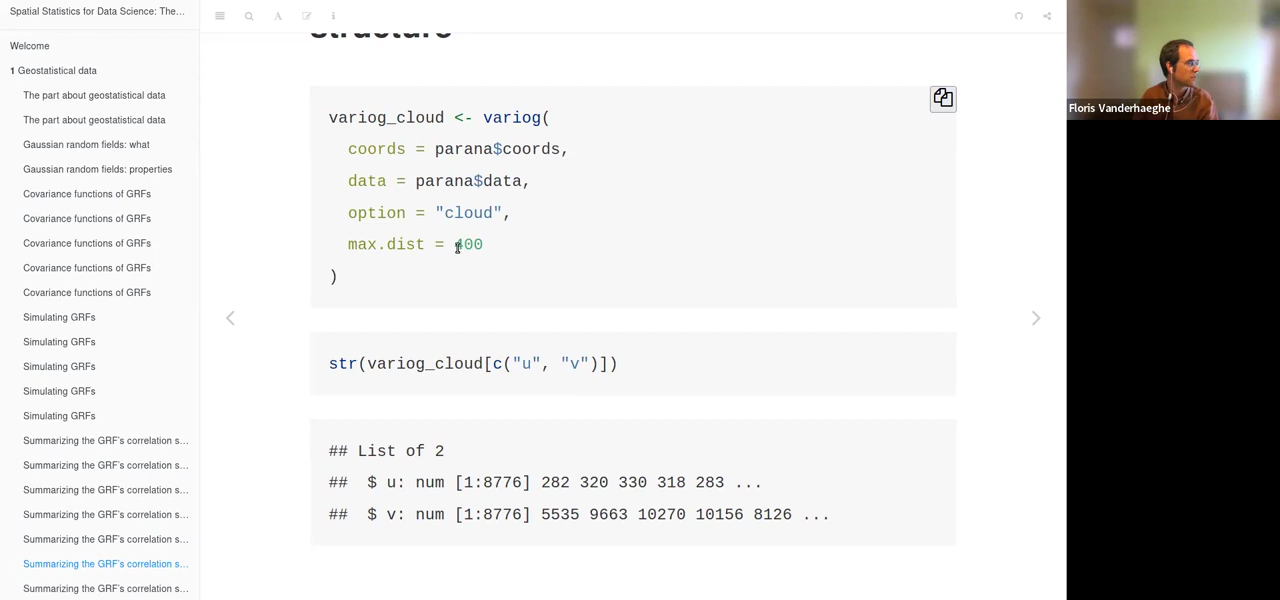 Spatial Statistics for Data Science: The...
Welcome
1 Geostatistical data
The part about geostatistical data
The part about geostatistical data
Gaussian random fields: what
Gaussian random fields: properties
Covariance functions of GRFs
Covariance functions of GRFs
Covariance functions of GRFs
Covariance functions of GRFs
Covariance functions of GRFs
Simulating GRFs
Simulating GRFs
Simulating GRFs
Simulating GRFs
Simulating GRFs
Summarizing the GRF's correlation s...
Summarizing the GRF's correlation s...
Summarizing the GRF's correlation s...
Summarizing the GRF's correlation s...
Summarizing the GRF's correlation s...
Summarizing the GRF's correlation s...
Summarizing the GRF's correlation s...
A
i
Structure
variog_cloud <- variog(
coords = parana$coords,
data = parana$data,
option = "cloud",
max.dist = 400
)
str(variog_cloud[c("u", "v")])
## List of 2
##  $ u: num [1:8776] 282 320 330 318 283 ...
##  $ v: num [1:8776] 5535 9663 10270 10156 8126 ...
Floris Vanderhaeghe